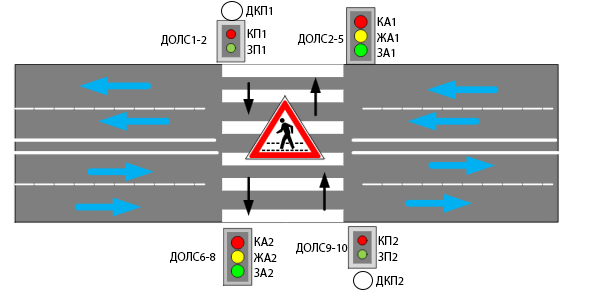 ДКП1
ДОЛС1-2
КП1
ЗП1
ДОЛС2-5
КА1
ЖА1
ЗА1
ДОЛС6-8
КА2
ЖА2
ЗА2
ДОЛС9-10
КП2
ЗП2
ДКП2